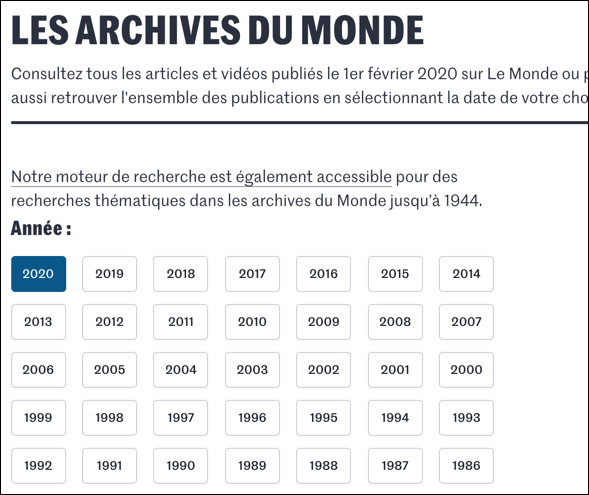 LES ARCHIVES DU MONDE
Consultez tous les articles et vidéos publiés le 1er février 2020 sur Le Monde ou
aussi retrouver l'ensemble des publications en sélectionnant la date de votre
Notre moteur de recherche est également accessible pour des
recherches thématiques dans les archives du Monde jusqu'à 1944.
Année :
2020 2019 2018 2017 2016 2015 2014
2013 2012 2011 2010 2009 2008 2007
2006 2005 2004 2003 2002 2001 2000
1999 1998 1997 1996 1995 1994 1993
1992 1991 1990 1989 1988 1987 1986